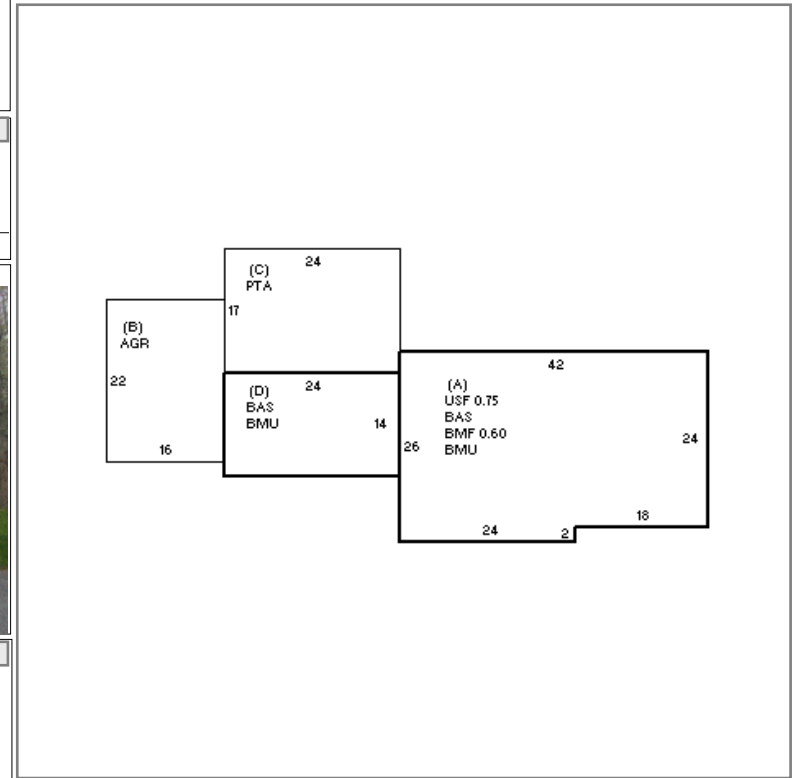 24
(C)
PTA
17
(B)
AGR
22
16
24
(D)
BAS
BMU
14
42
(A)
USF 0.75
BAS
BMF 0.60
BMU
26
24
18
24
2